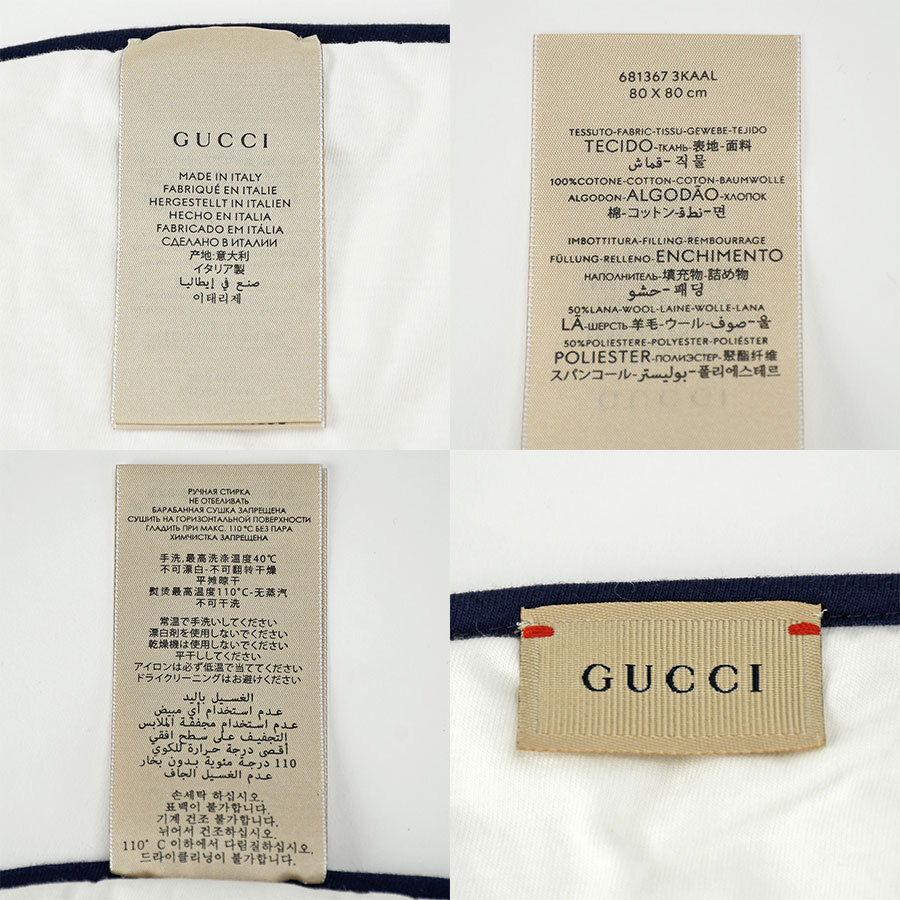 GUCCI
MADE IN ITALY
FABRIQUÉ EN ITALIE
HERGESTELLT IN ITALIEN
HECHO EN ITALIA
FABRICADO EM ITÁLIA
СДЕЛАНО В ИТАЛИИ
产地:意大利
イタリア製
صنع في إيطاليا
이태리제
681367 3KAAL
80 X 80 cm
TESSUTO-FABRIC-TISSU-GEWEBE-TEJIDO
TECIDO-ТКАНЬ-表地-面料
قماش-직물
100%COTONE-COTTON-COTON-BAUMWOLLE
ALGODON-ALGODÃO-ХЛОПОК
棉-コットン-نطق-면
IMBOTTITURA-FILLING-REMBOURRAGE
FÜLLUNG-RELLENO-ENCHIMENTO
НАПОЛНИТЕЛЬ-填充物-詰め物
حشو-패딩
50%LANA-WOOL-LAINE-WOLLE-LANA
LÃ-ШЕРСТЬ-羊毛-ウール-صوف-울
50%POLIESTERE-POLYESTER-POLIÉSTER
POLIESTER-ПОЛИЭСТЕР-聚酯纤维
スパンコール-بوليستر-폴리에스테르
РУЧНАЯ СТИРКА
НЕ ОТБЕЛИВАТЬ
БАРАБАННАЯ СУШКА ЗАПРЕЩЕНА
СУШИТЬ НА ГОРИЗОНТАЛЬНОЙ ПОВЕРХНОСТИ
ГЛАДИТЬ ПРИ МАКС. 110 °C БЕЗ ПАРА
ХИМЧИСТКА ЗАПРЕЩЕНА
手洗,最高洗涤温度40℃
不可漂白-不可翻转干燥
平摊晾干
熨烫最高温度110°C-无蒸汽
不可干洗
常温で手洗いしてください
漂白剤を使用しないでください
乾燥機は使用しないでください
平干ししてください
アイロンは必ず低温で当ててください
ドライクリーニングはお避けください
الغسيل باليد
عدم استخدام أي مبيض
عدم استخدام مجففة الملابس
التجفيف على سطح افقي
أقصى درجة حرارة للكوي
110 درجة مئوية بدون بخار
عدم الغسيل الجاف
손세탁 하십시오.
표백이 불가합니다.
기계 건조 불가합니다.
뉘어서 건조하십시오.
110° C 이하에서 다림질하십시오
드라이클리닝이 불가합니다.
GUCCI